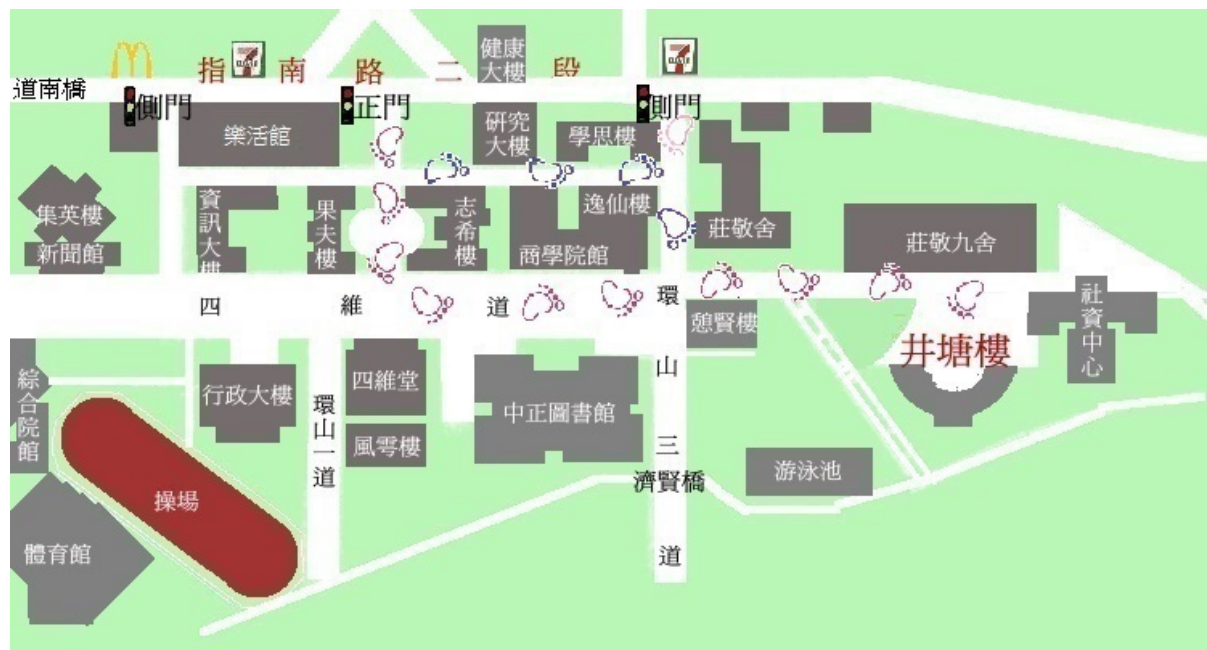 健康
大樓
指南路二段
道南橋
側門
正門
側門
樂活館
研究
大樓
學思樓
集英樓
新聞館
資訊大樓
果夫樓
志希樓
逸仙樓
商學院館
莊敬舍
莊敬九舍
四維道
環山三道
憩賢樓
社資中心
井塘樓
綜合院館
行政大樓
環山一道
四維堂
風雩樓
中正圖書館
濟賢橋
游泳池
操場
體育館